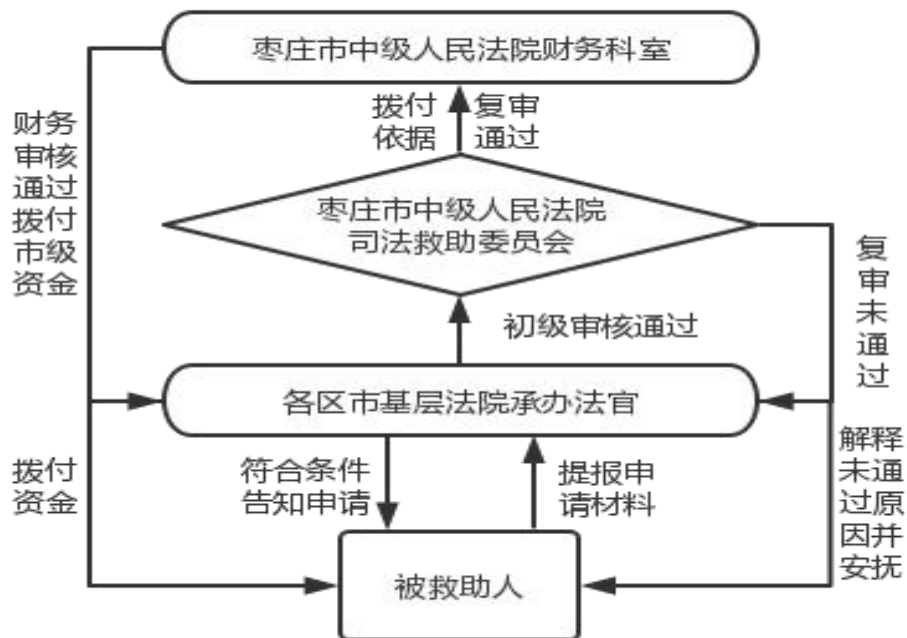 枣庄市中级人民法院财务科室
财务
审核
通过
拨付
市级
资金
拨付
依据
复审
通过
枣庄市中级人民法院
司法救助委员会
复
审
未
通
过
初级审核通过
各区市基层法院承办法官
拨付
资金
符合条件
告知申请
提报申
请材料
解释
未通
过原
因并
安抚
被救助人